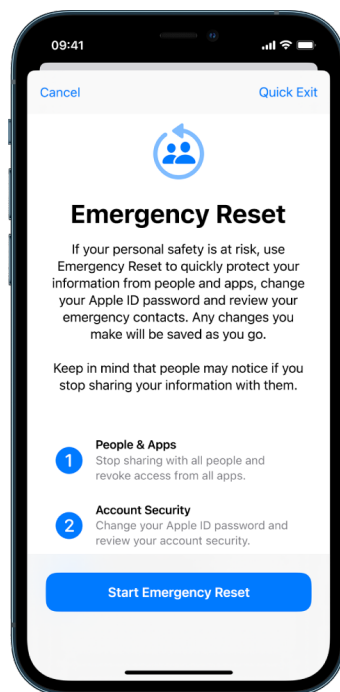 09:41
Cancel
Quick Exit
Emergency Reset
If your personal safety is at risk, use
Emergency Reset to quickly protect your
information from people and apps, change
your Apple ID password and review your
emergency contacts. Any changes you
make will be saved as you go.
Keep in mind that people may notice if you
stop sharing your information with them.
1
People & Apps
Stop sharing with all people and
revoke access from all apps.
2
Account Security
Change your Apple ID password and
review your account security.
Start Emergency Reset